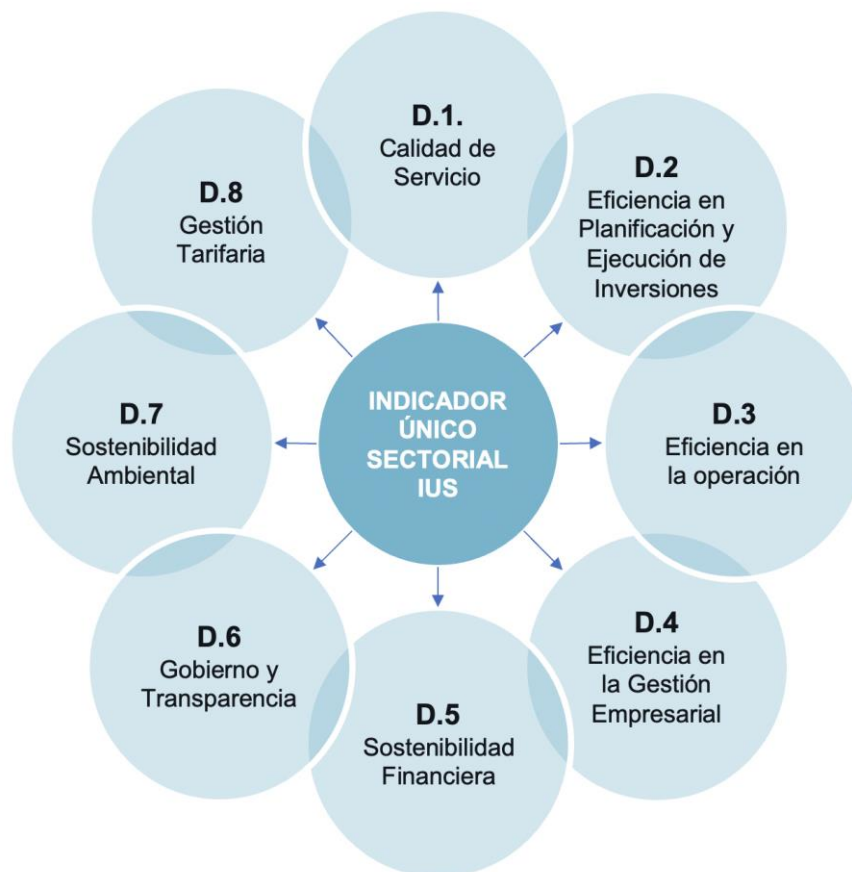 D.1.
Calidad de
Servicio
D.2
Eficiencia en
Planificación y
Ejecución de
Inversiones
D.3
Eficiencia en
la operación
D.4
Eficiencia en
la Gestión
Empresarial
D.5
Sostenibilidad
Financiera
D.6
Gobierno y
Transparencia
D.7
Sostenibilidad
Ambiental
D.8
Gestión
Tarifaria
INDICADOR
ÚNICO
SECTORIAL
IUS